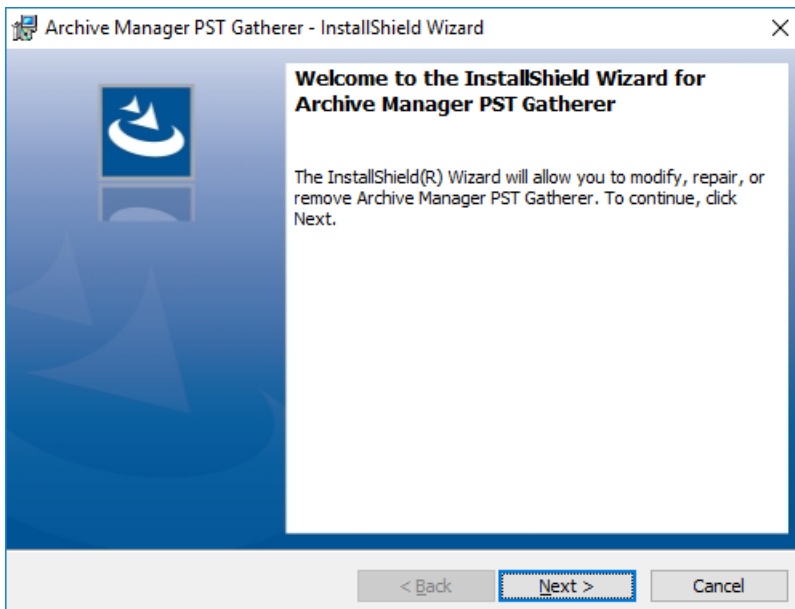 Archive Manager PST Gatherer - InstallShield Wizard
Welcome to the InstallShield Wizard for
Archive Manager PST Gatherer
The InstallShield(R) Wizard will allow you to modify, repair, or
remove Archive Manager PST Gatherer. To continue, click
Next.
< Back Next > Cancel